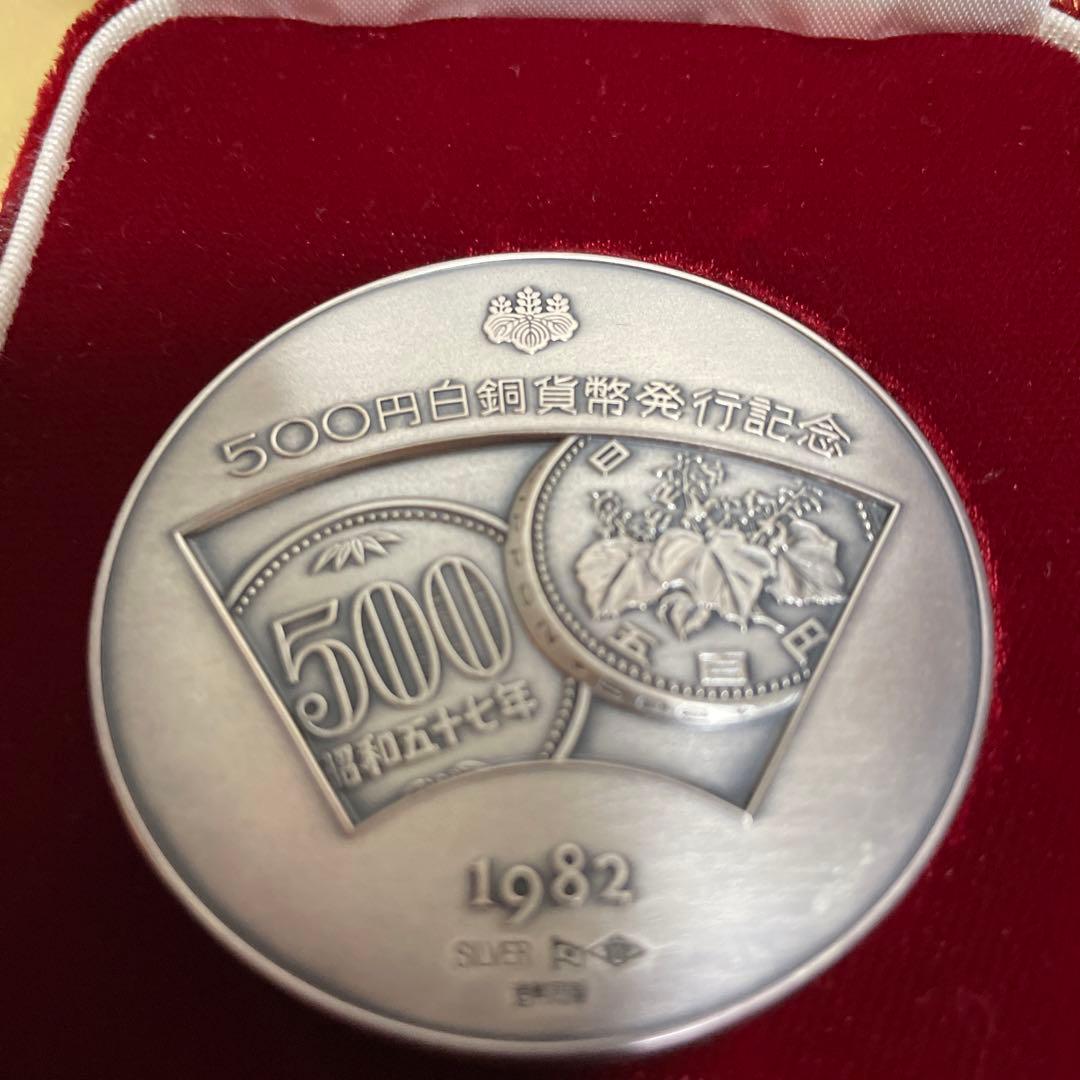 500円白銅貨幣発行記念
日
500
昭和五十七年
五 百 円
1982
SILVER